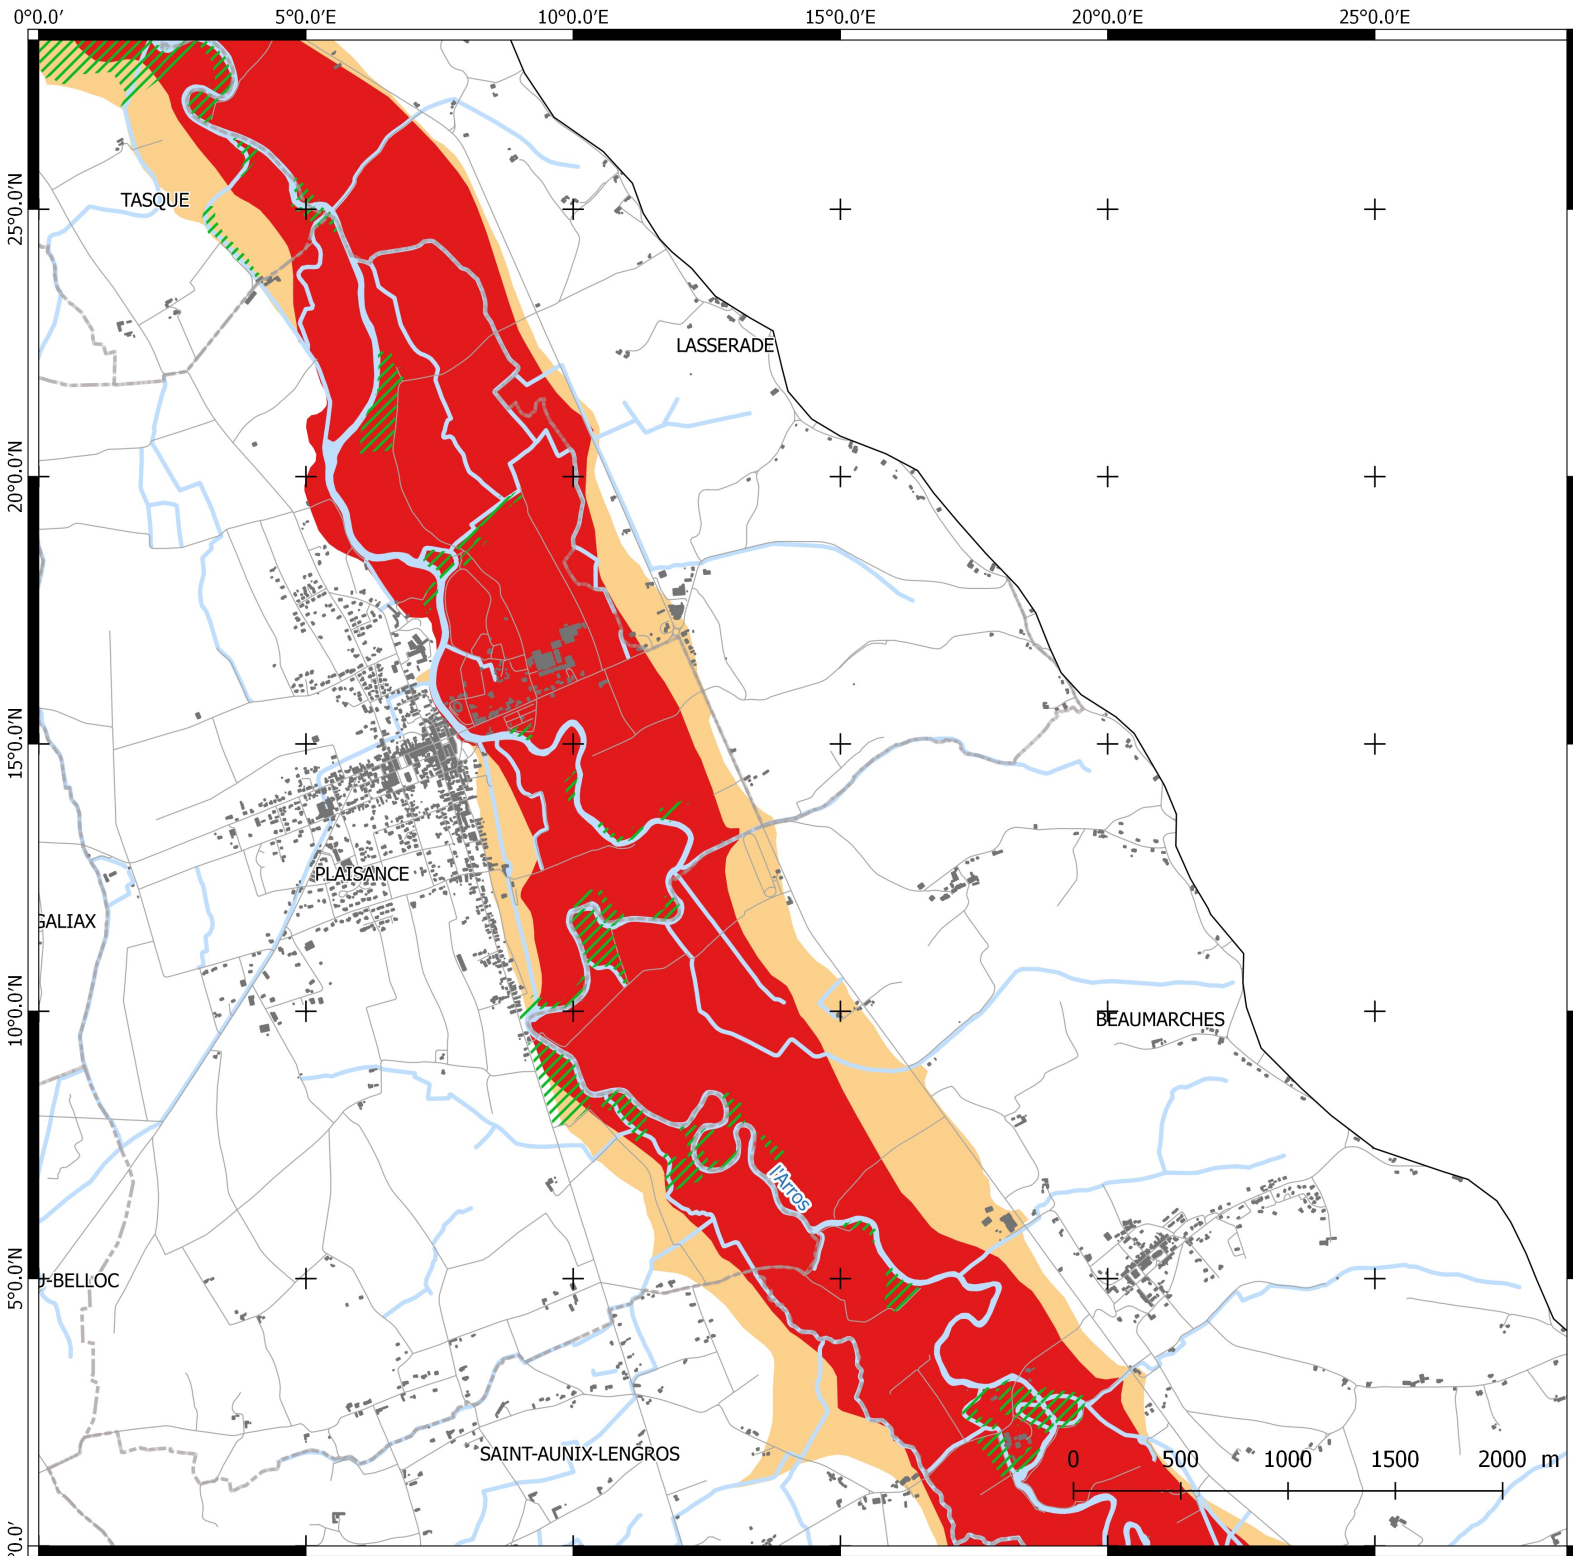 0°0.0′ 5°0.0′E 10°0.0′E 15°0.0′E 20°0.0′E 25°0.0′E
25°0.0′N
TASQUE
LASSERADE
20°0.0′N
15°0.0′N
PLAISANCE
GALIAX
10°0.0′N
BEAUMARCHES
l'Arros
5°0.0′N
U-BELLOC
SAINT-AUNIX-LENGROS
0 500 1000 1500 2000 m
°0.0′